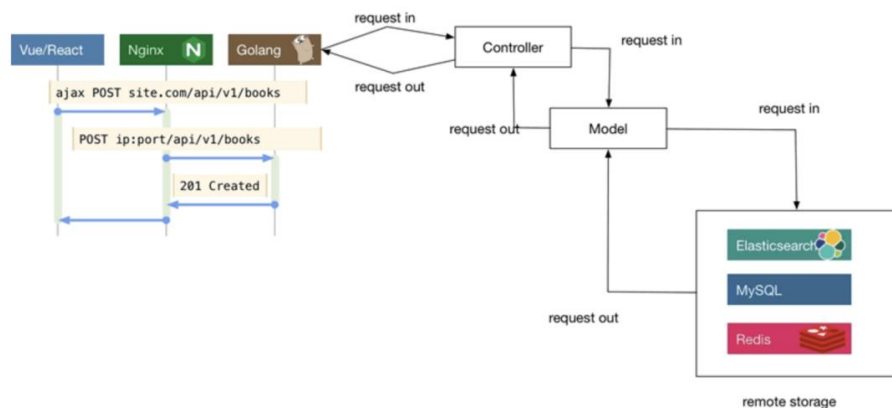 Vue/React
Nginx
Golang
ajax POST site.com/api/v1/books
POST ip:port/api/v1/books
201 Created
request in
request out
Controller
request in
request out
Model
request in
request out
Elasticsearch
MySQL
Redis
remote storage